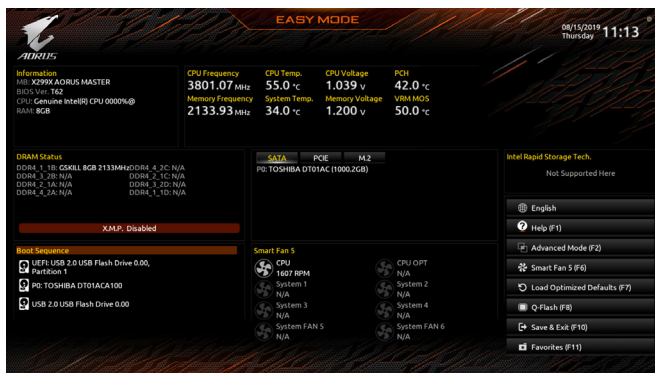 EASY MODE
08/15/2019
Thursday 11:13
AORUS
Information
MB: X299X AORUS MASTER
BIOS Ver. T62
CPU: Genuine Intel(R) CPU 0000%@
RAM: 8GB
CPU Frequency
3801.07 MHz
CPU Temp.
55.0 °C
CPU Voltage
1.039 V
PCH
42.0 °C
Memory Frequency
2133.93 MHz
System Temp.
34.0 °C
Memory Voltage
1.200 V
VRM MOS
50.0 °C
DRAM Status
DDR4_1_1B: GSKILL 8GB 2133MHz DDR4_4_2C: N/A
DDR4_3_2B: N/A DDR4_2_1C: N/A
DDR4_2_1A: N/A DDR4_3_2D: N/A
DDR4_4_2A: N/A DDR4_1_1D: N/A
X.M.P. Disabled
SATA PCIE M.2
P0: TOSHIBA DT01AC (1000.2GB)
Intel Rapid Storage Tech.
Not Supported Here
Boot Sequence
UEFI: USB 2.0 USB Flash Drive 0.00,
Partition 1
P0: TOSHIBA DT01ACA100
USB 2.0 USB Flash Drive 0.00
Smart Fan 5
CPU
1607 RPM
CPU OPT
N/A
System 1
N/A
System 2
N/A
System 3
N/A
System 4
N/A
System FAN 5
N/A
System FAN 6
N/A
English
Help (F1)
Advanced Mode (F2)
Smart Fan 5 (F6)
Load Optimized Defaults (F7)
Q-Flash (F8)
Save & Exit (F10)
Favorites (F11)